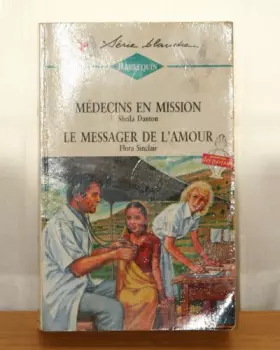 Série blanche
HARLEQUIN
MÉDECINS EN MISSION
Sheila Danton
LE MESSAGER DE L'AMOUR
Flora Sinclair